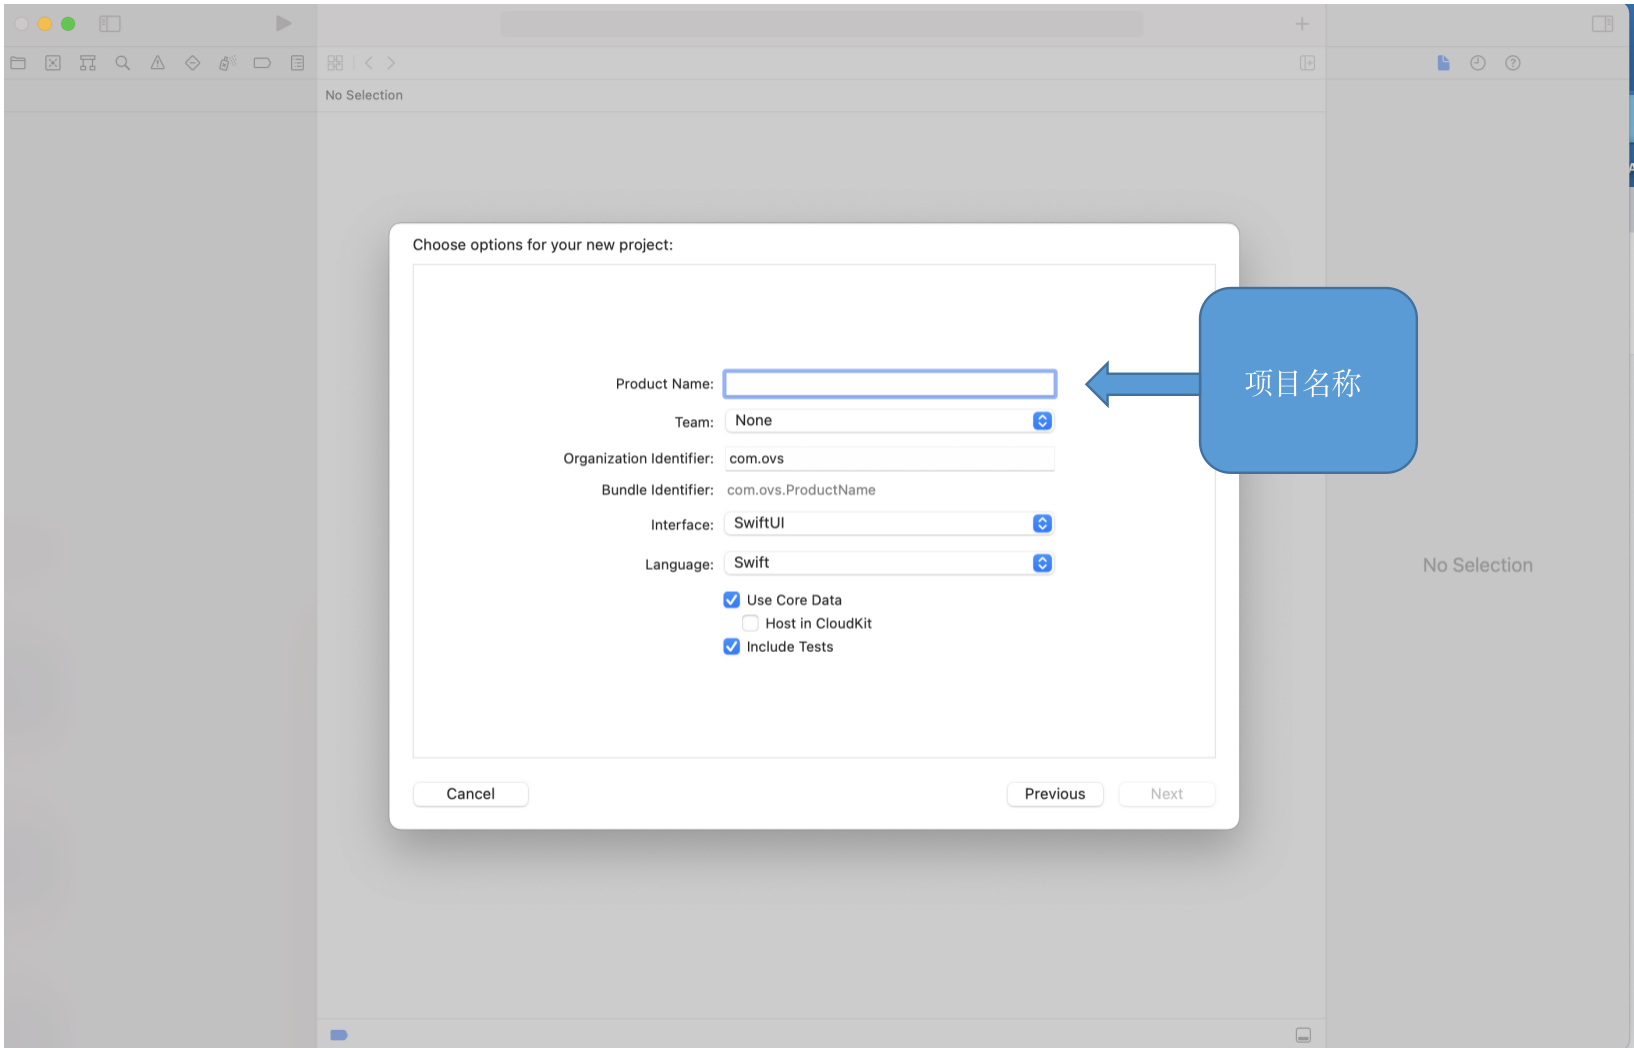 No Selection
Choose options for your new project:
Product Name:
项目名称
Team: None
Organization Identifier: com.ovs
Bundle Identifier: com.ovs.ProductName
Interface: SwiftUI
Language: Swift
Use Core Data
Host in CloudKit
Include Tests
No Selection
Cancel Previous Next